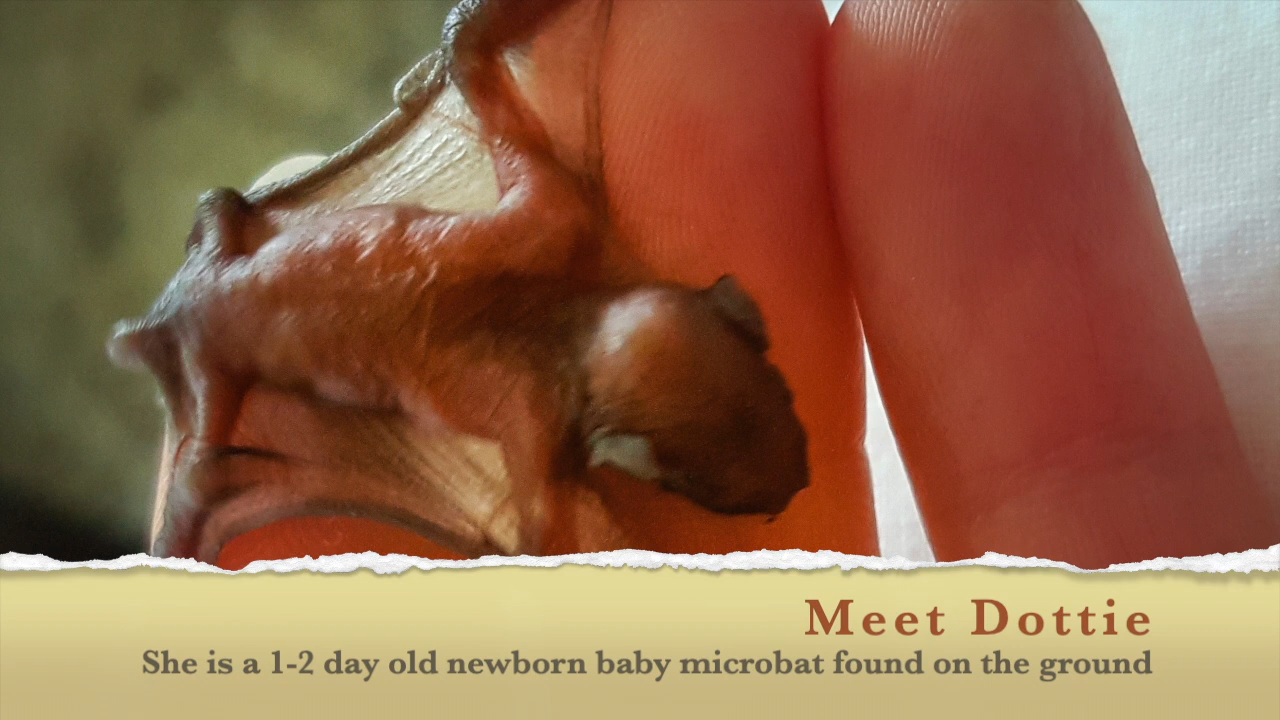 Meet Dottie
She is a 1-2 day old newborn baby microbat found on the ground